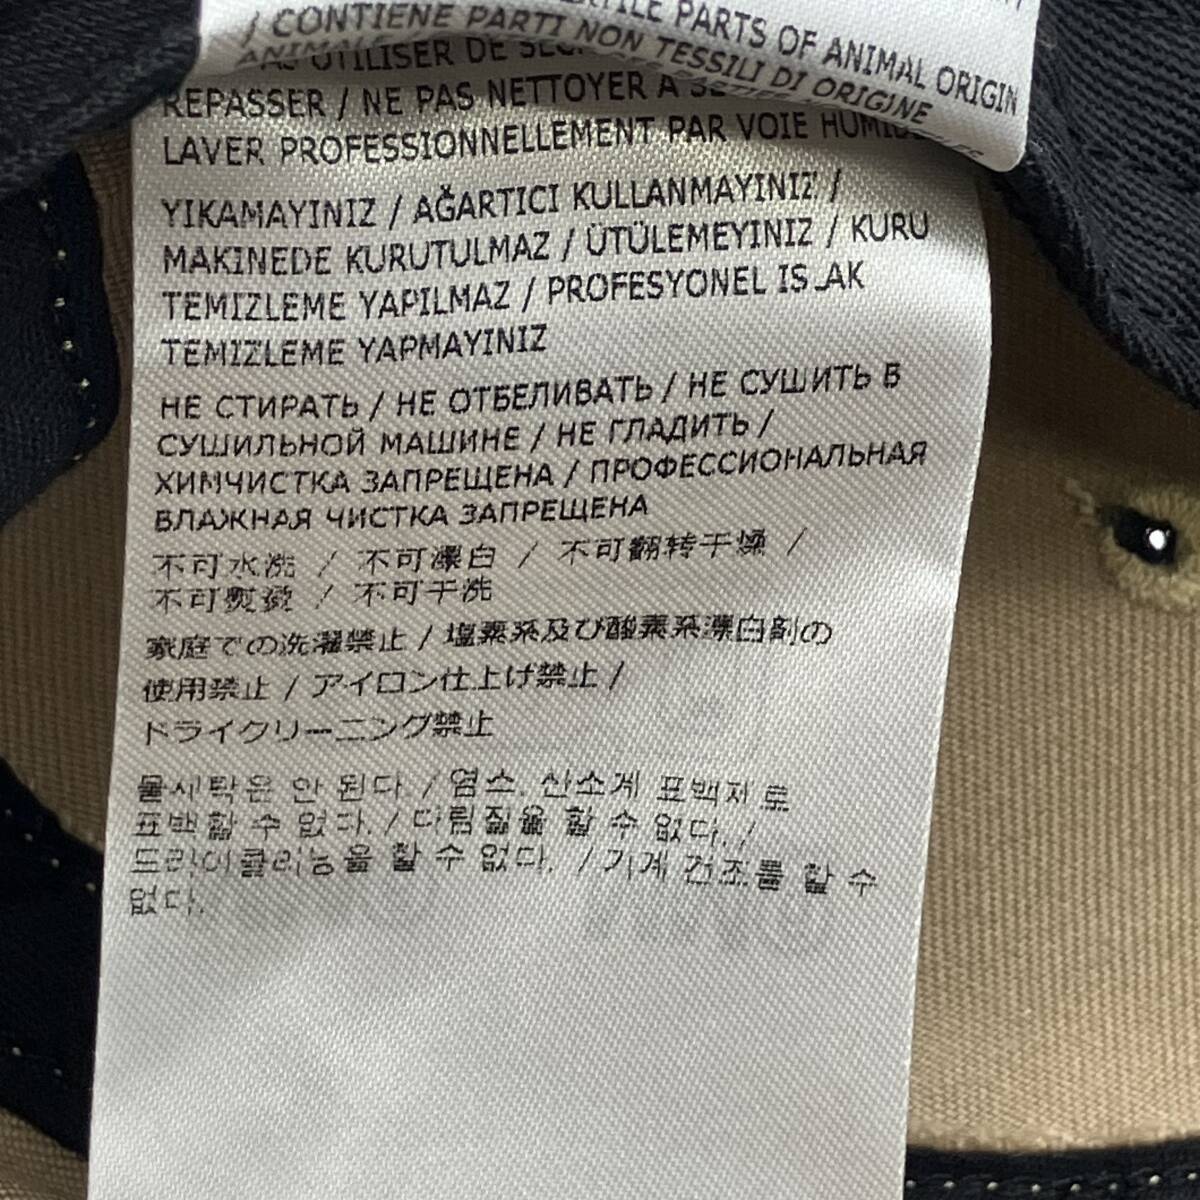 TILE PARTS OF ANIMAL ORIGIN
/ CONTIENE PARTI NON TESSILI DI ORIGINE
UTILISER DE
REPASSER / NE PAS NETTOYER A
LAVER PROFESSIONNELLEMENT PAR VOIE
YIKAMAYINIZ / AĞARTICI KULLANMAYINIZ /
MAKINEDE KURUTULMAZ / ÜTÜLEMEYINIZ / KURU
TEMIZLEME YAPILMAZ / PROFESYONEL ISLAK
TEMIZLEME YAPMAYINIZ
НЕ СТИРАТЬ / НЕ ОТБЕЛИВАТЬ / НЕ СУШИТЬ В
СУШИЛЬНОЙ МАШИНЕ / НЕ ГЛАДИТЬ /
ХИМЧИСТКА ЗАПРЕЩЕНА / ПРОФЕССИОНАЛЬНАЯ
ВЛАЖНАЯ ЧИСТКА ЗАПРЕЩЕНА
不可水洗 / 不可漂白 / 不可翻转干燥 /
不可熨烫 / 不可干洗
家庭での洗濯禁止 / 塩素系及び酸素系漂白剤の
使用禁止 / アイロン仕上げ禁止 /
ドライクリーニング禁止
물세탁은 안 된다. / 염소. 산소계 표백제로
표백할 수 없다. / 다림질을 할 수 없다. /
드라이클리닝을 할 수 없다. / 기계 건조를 할 수
없다.